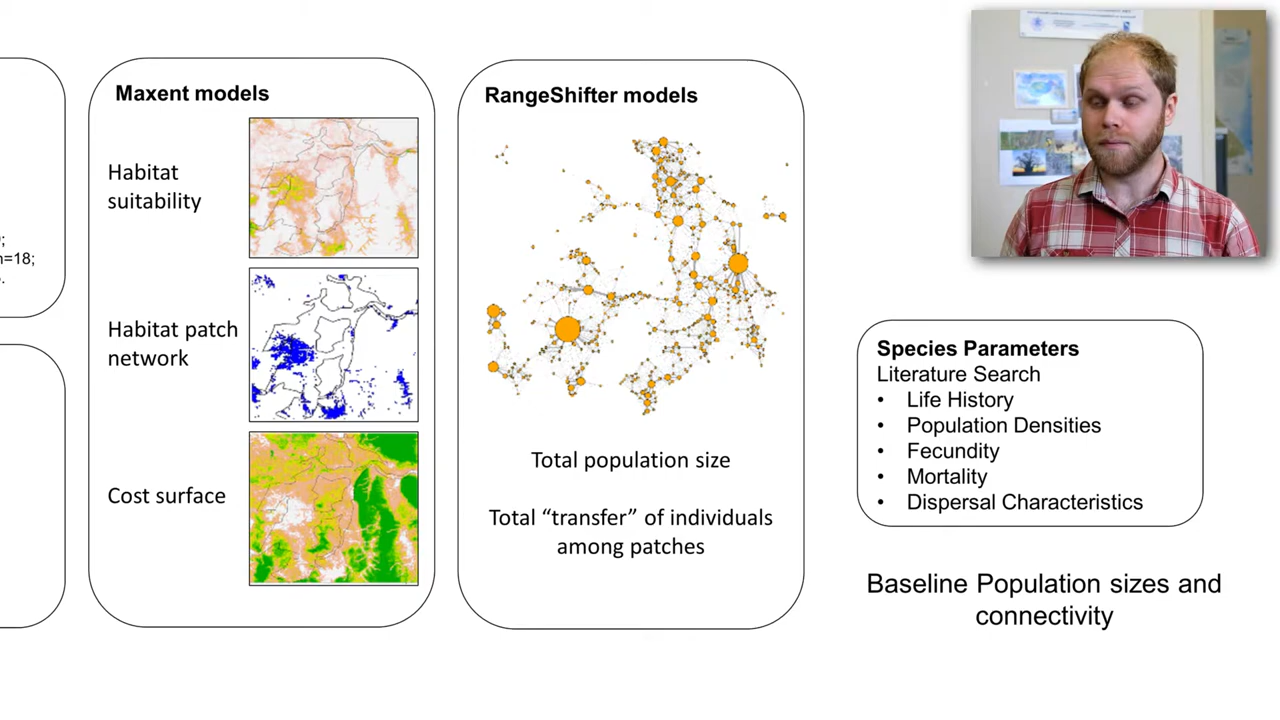 ;
n=18;
.
Maxent models
Habitat
suitability
Habitat patch
network
Cost surface
RangeShifter models
Total population size
Total “transfer” of individuals
among patches
Species Parameters
Literature Search
• Life History
• Population Densities
• Fecundity
• Mortality
• Dispersal Characteristics
Baseline Population sizes and
connectivity